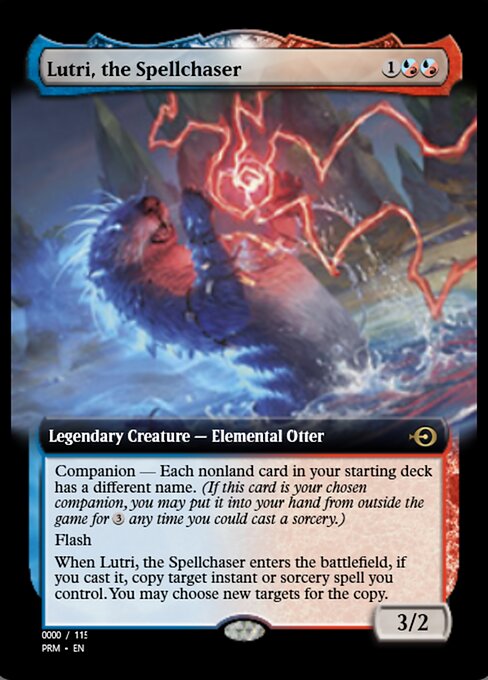 Lutri, the Spellchaser 1
Legendary Creature — Elemental Otter
Companion — Each nonland card in your starting deck
has a different name. (If this card is your chosen
companion, you may put it into your hand from outside the
game for 3 any time you could cast a sorcery.)
Flash
When Lutri, the Spellchaser enters the battlefield, if
you cast it, copy target instant or sorcery spell you
control. You may choose new targets for the copy.
3/2
0000 / 115
PRM • EN